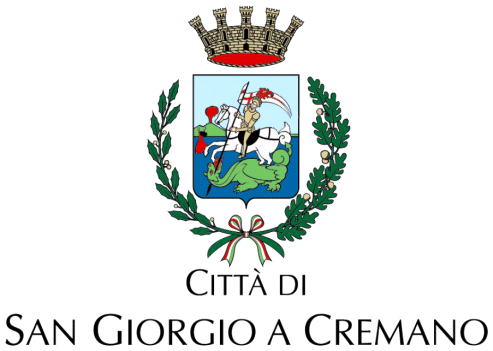 CITTÀ DI
SAN GIORGIO A CREMANO